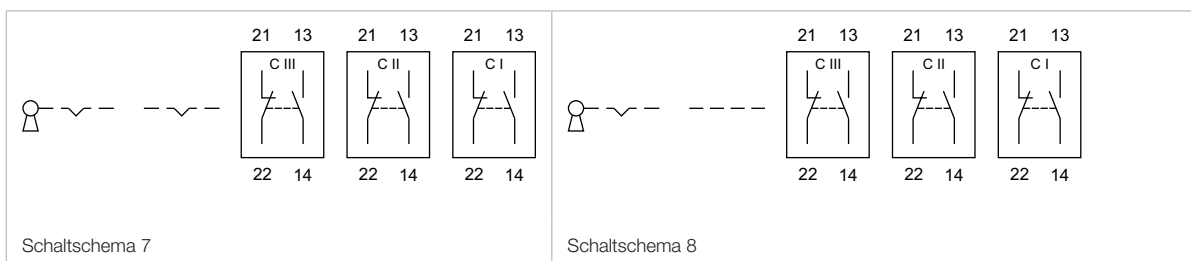 21 13 21 13 21 13
C III C II C I
22 14 22 14 22 14
Schaltschema 7
21 13 21 13 21 13
C III C II C I
22 14 22 14 22 14
Schaltschema 8